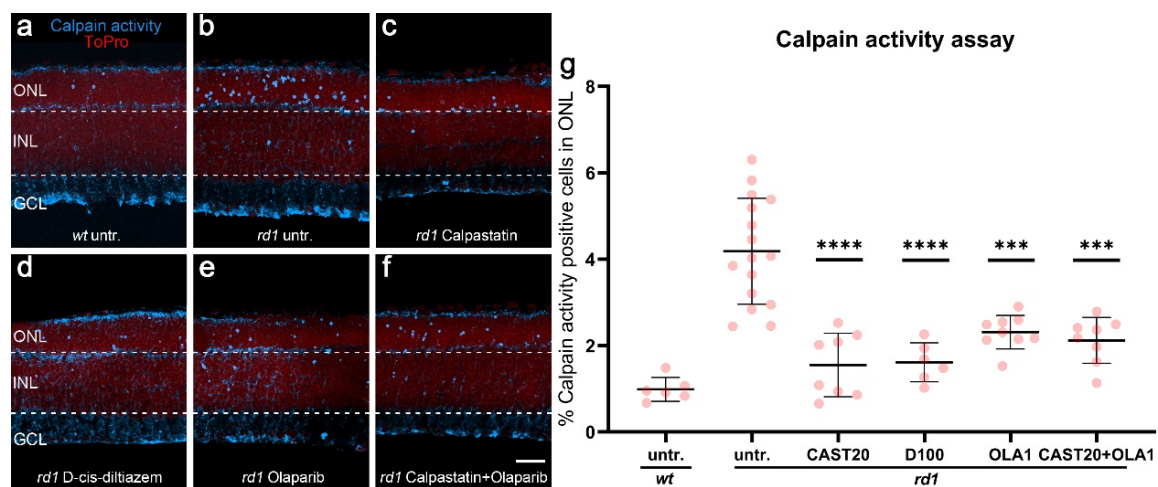 a
Calpain activity
ToPro
ONL
INL
GCL
wt untr.
b
rd1 untr.
c
rd1 Calpastatin
d
ONL
INL
GCL
rd1 D-cis-diltiazem
e
rd1 Olaparib
f
rd1 Calpastatin+Olaparib
g
Calpain activity assay
% Calpain activity positive cells in ONL
8
6
4
2
0
**** **** *** ***
untr. untr. CAST20 D100 OLA1 CAST20+OLA1
wt rd1